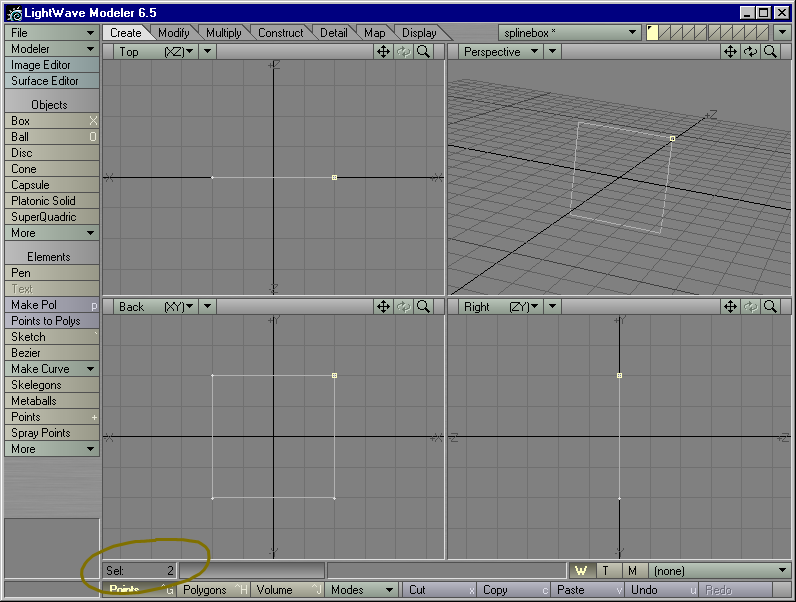 LightWave Modeler 6.5
File
Create Modify Multiply Construct Detail Map Display
splinebox *
Modeler
Top (XZ)
Perspective
Image Editor
Surface Editor
Objects
Box X
Ball O
Disc
Cone
Capsule
Platonic Solid
SuperQuadric
More
Elements
Pen
Text
Make Pol p
Points to Polys
Sketch `
Bezier
Make Curve
Skelegons
Metaballs
Points +
Spray Points
More
+Z
-X
+X
-Z
+Z
Back (XY)
Right (ZY)
+Y
-X
+X
-Y
+Y
-Z
+Z
-Y
Sel: 2
W T M (none)
Points ^G Polygons ^H Volume ^J Modes Cut x Copy c Paste v Undo u Redo